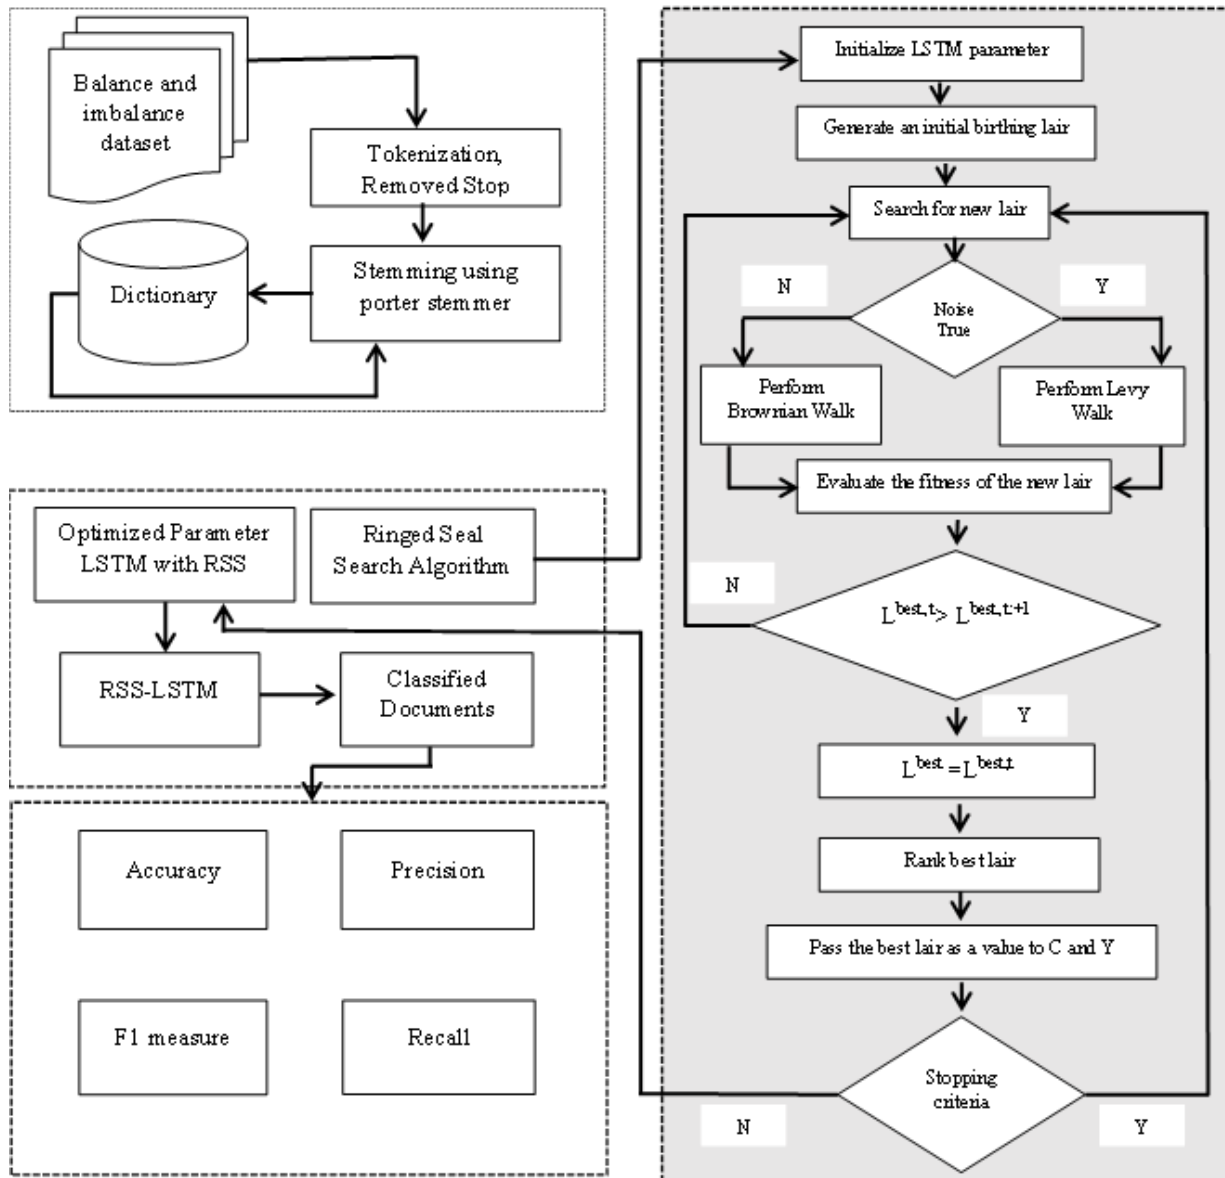 Balance and
imbalance
dataset
Tokenization,
Removed Stop
Stemming using
porter stemmer
Dictionary
Optimized Parameter
LSTM with RSS
Ringed Seal
Search Algorithm
RSS-LSTM
Classified
Documents
Accuracy
Precision
F1 measure
Recall
Initialize LSTM parameter
Generate an initial birthing lair
Search for new lair
N
Y
Noise
True
Perform
Brownian Walk
Perform Levy
Walk
Evaluate the fitness of the new lair
N
L^best,t> L^best,t+1
Y
L^best =L^best,t
Rank best lair
Pass the best lair as a value to C and Y
Stopping
criteria
N
Y